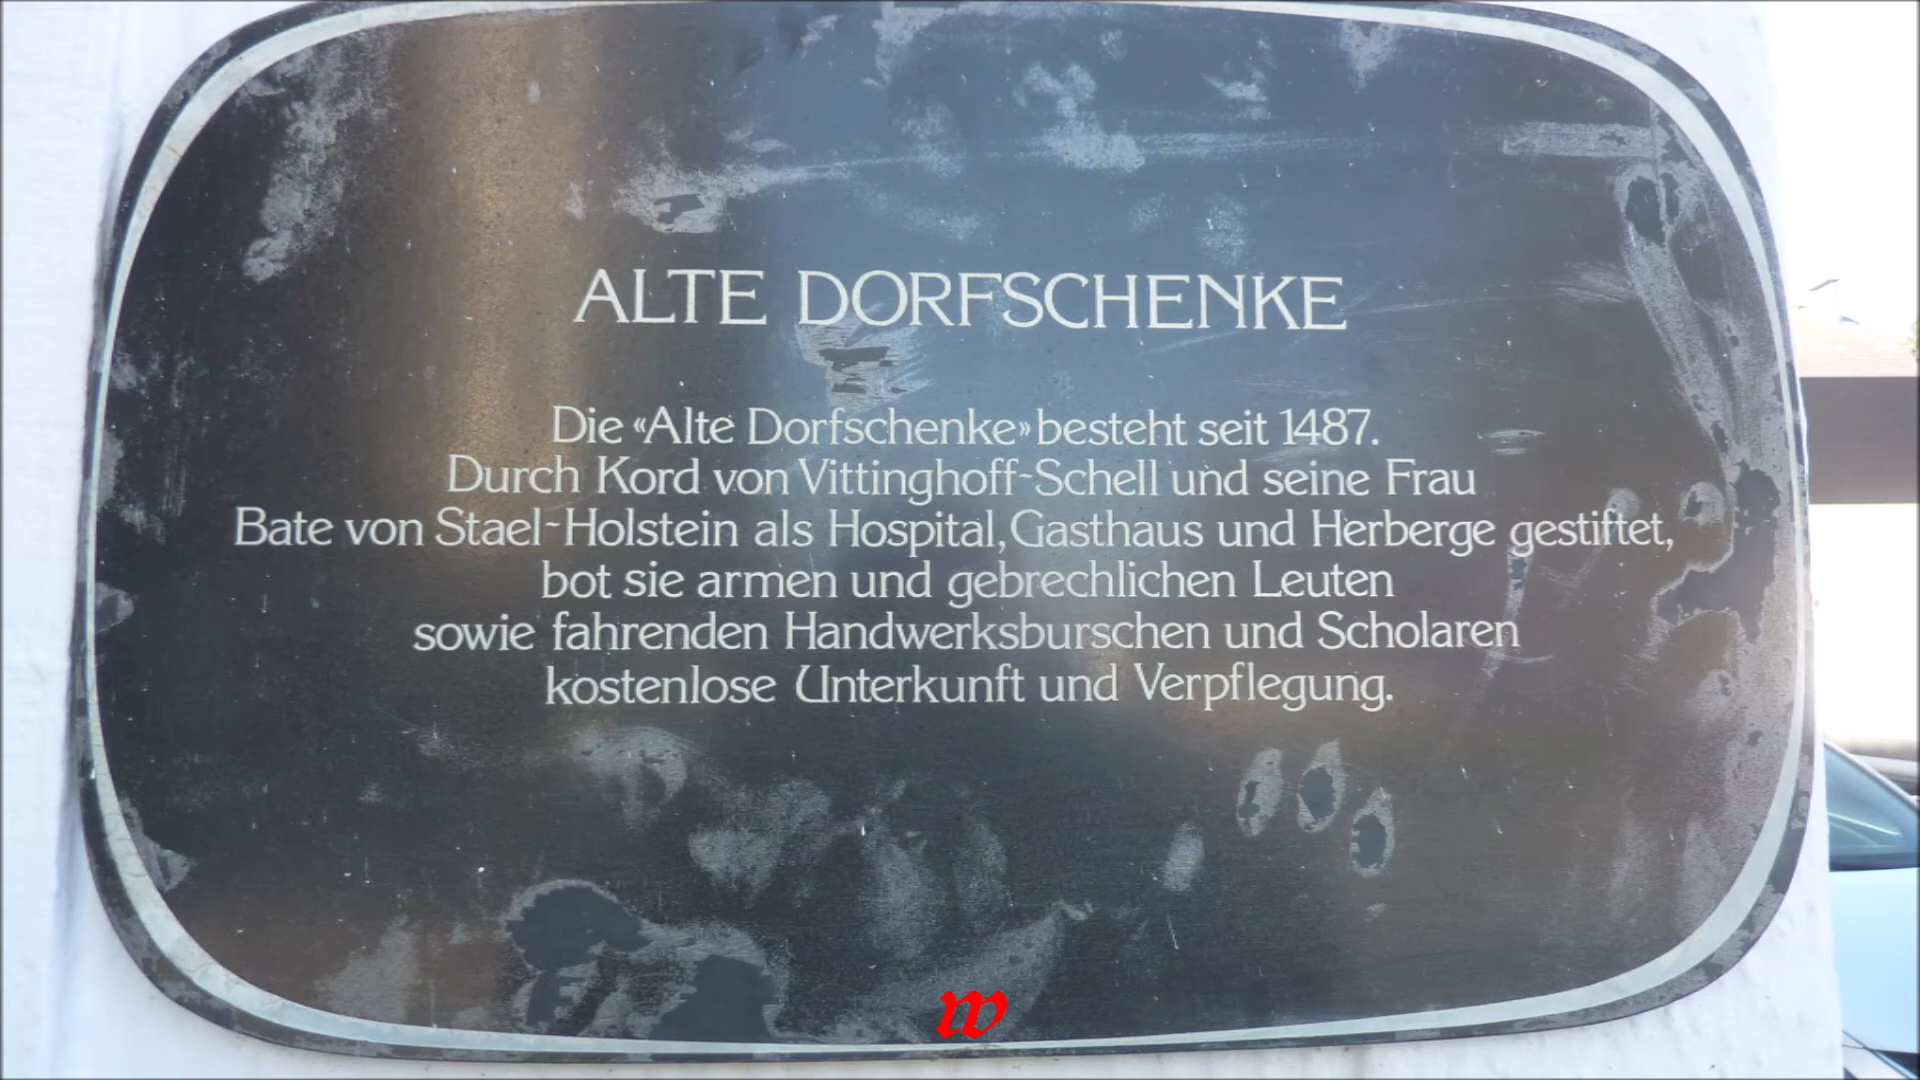 ALTE DORFSCHENKE
Die «Alte Dorfschenke» besteht seit 1487.
Durch Kord von Vittinghoff-Schell und seine Frau
Bate von Stael-Holstein als Hospital, Gasthaus und Herberge gestiftet,
bot sie armen und gebrechlichen Leuten
sowie fahrenden Handwerksburschen und Scholaren
kostenlose Unterkunft und Verpflegung.
w